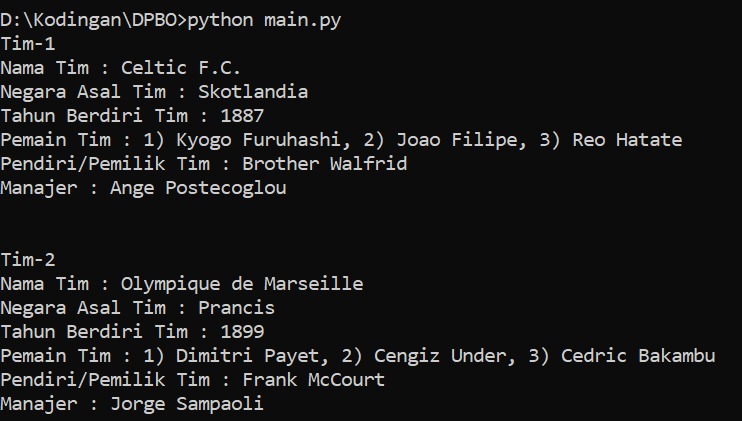 D:\Kodingan\DPBO>python main.py
Tim-1
Nama Tim : Celtic F.C.
Negara Asal Tim : Skotlandia
Tahun Berdiri Tim : 1887
Pemain Tim : 1) Kyogo Furuhashi, 2) Joao Filipe, 3) Reo Hatate
Pendiri/Pemilik Tim : Brother Walfrid
Manajer : Ange Postecoglou
Tim-2
Nama Tim : Olympique de Marseille
Negara Asal Tim : Prancis
Tahun Berdiri Tim : 1899
Pemain Tim : 1) Dimitri Payet, 2) Cengiz Under, 3) Cedric Bakambu
Pendiri/Pemilik Tim : Frank McCourt
Manajer : Jorge Sampaoli